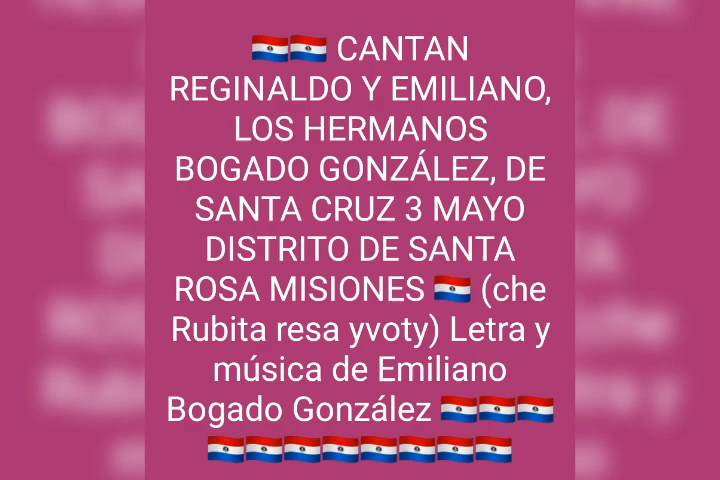 🇵🇾🇵🇾 CANTAN
REGINALDO Y EMILIANO,
LOS HERMANOS
BOGADO GONZÁLEZ, DE
SANTA CRUZ 3 MAYO
DISTRITO DE SANTA
ROSA MISIONES 🇵🇾 (che
Rubita resa yvoty) Letra y
música de Emiliano
Bogado González 🇵🇾🇵🇾🇵🇾
🇵🇾🇵🇾🇵🇾🇵🇾🇵🇾🇵🇾🇵🇾🇵🇾